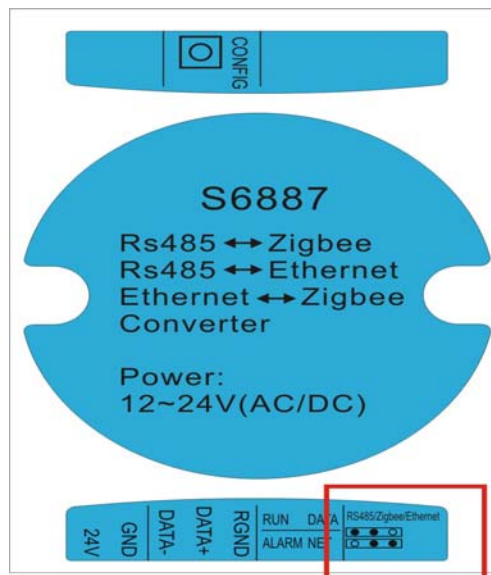 CONFIG
S6887
Rs485 ↔ Zigbee
Rs485 ↔ Ethernet
Ethernet ↔ Zigbee
Converter
Power:
12~24V(AC/DC)
24V
GND
DATA-
DATA+
RGND
RUN DATA
ALARM NET
RS485/Zigbee/Ethernet